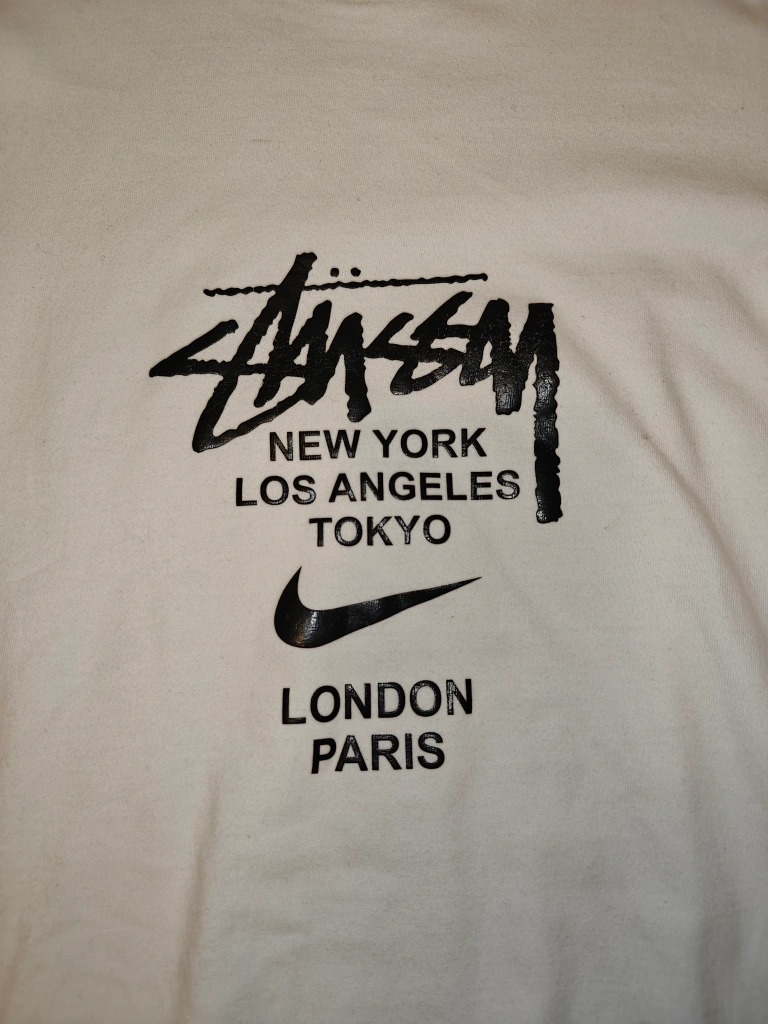 Stüssy
NEW YORK
LOS ANGELES
TOKYO
LONDON
PARIS